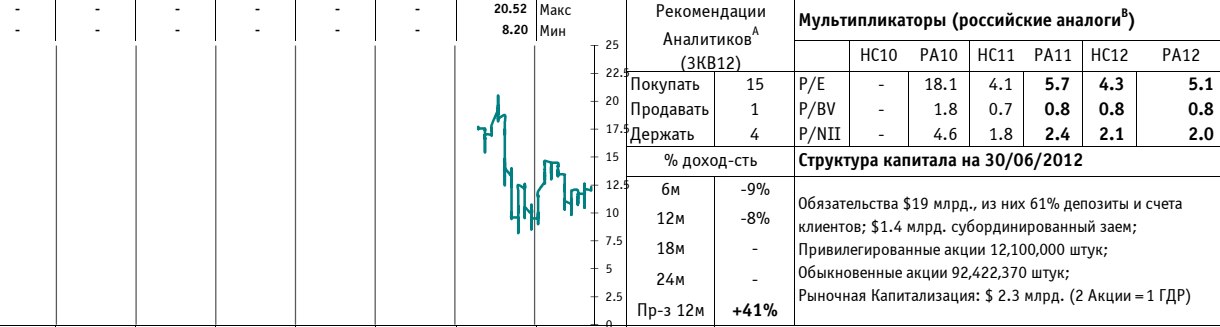 - - - - - - - 20.52 Макс
- - - - - - - 8.20 Мин
25
22.5
20
17.5
15
12.5
10
7.5
5
2.5
0
Рекомендации
Аналитиков^A
(3КВ12)
Покупать 15
Продавать 1
Держать 4
% доход-сть
6м -9%
12м -8%
18м -
24м -
Пр-з 12м +41%
Мультипликаторы (российские аналоги^B)
НС10 РА10 НС11 РА11 НС12 РА12
P/E - 18.1 4.1 5.7 4.3 5.1
P/BV - 1.8 0.7 0.8 0.8 0.8
P/NII - 4.6 1.8 2.4 2.1 2.0
Структура капитала на 30/06/2012
Обязательства $19 млрд., из них 61% депозиты и счета
клиентов; $1.4 млрд. субординированный заем;
Привилегированные акции 12,100,000 штук;
Обыкновенные акции 92,422,370 штук;
Рыночная Капитализация: $ 2.3 млрд. (2 Акции = 1 ГДР)